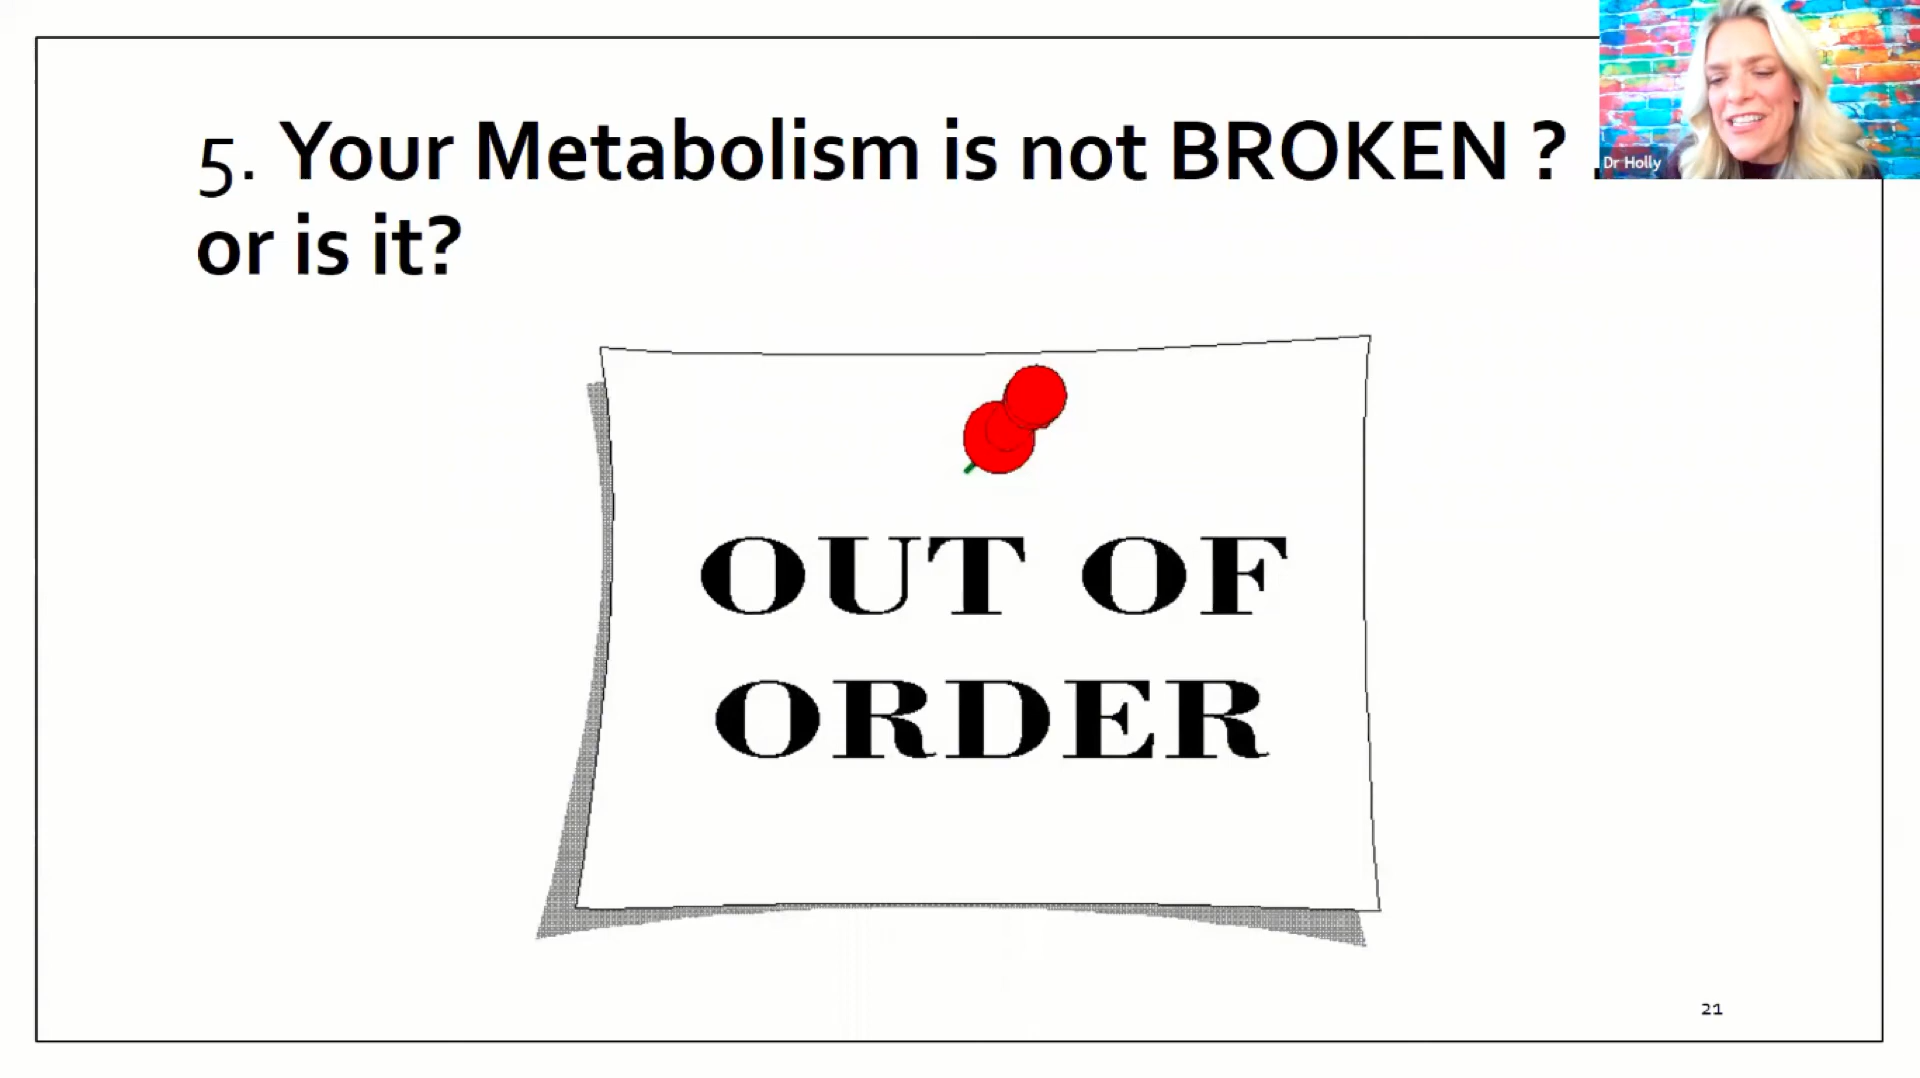 5. Your Metabolism is not BROKEN ?
or is it?
Dr Holly
OUT OF
ORDER
21